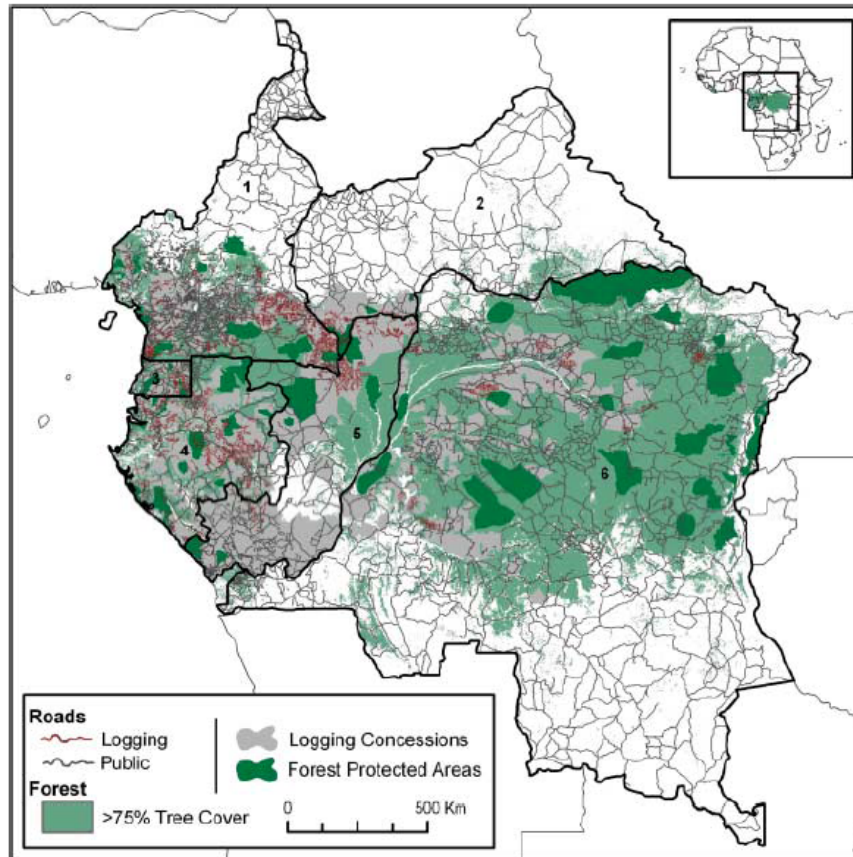 1
2
3
4
5
6
Roads
Logging
Public
Forest
>75% Tree Cover
Logging Concessions
Forest Protected Areas
0 500 Km